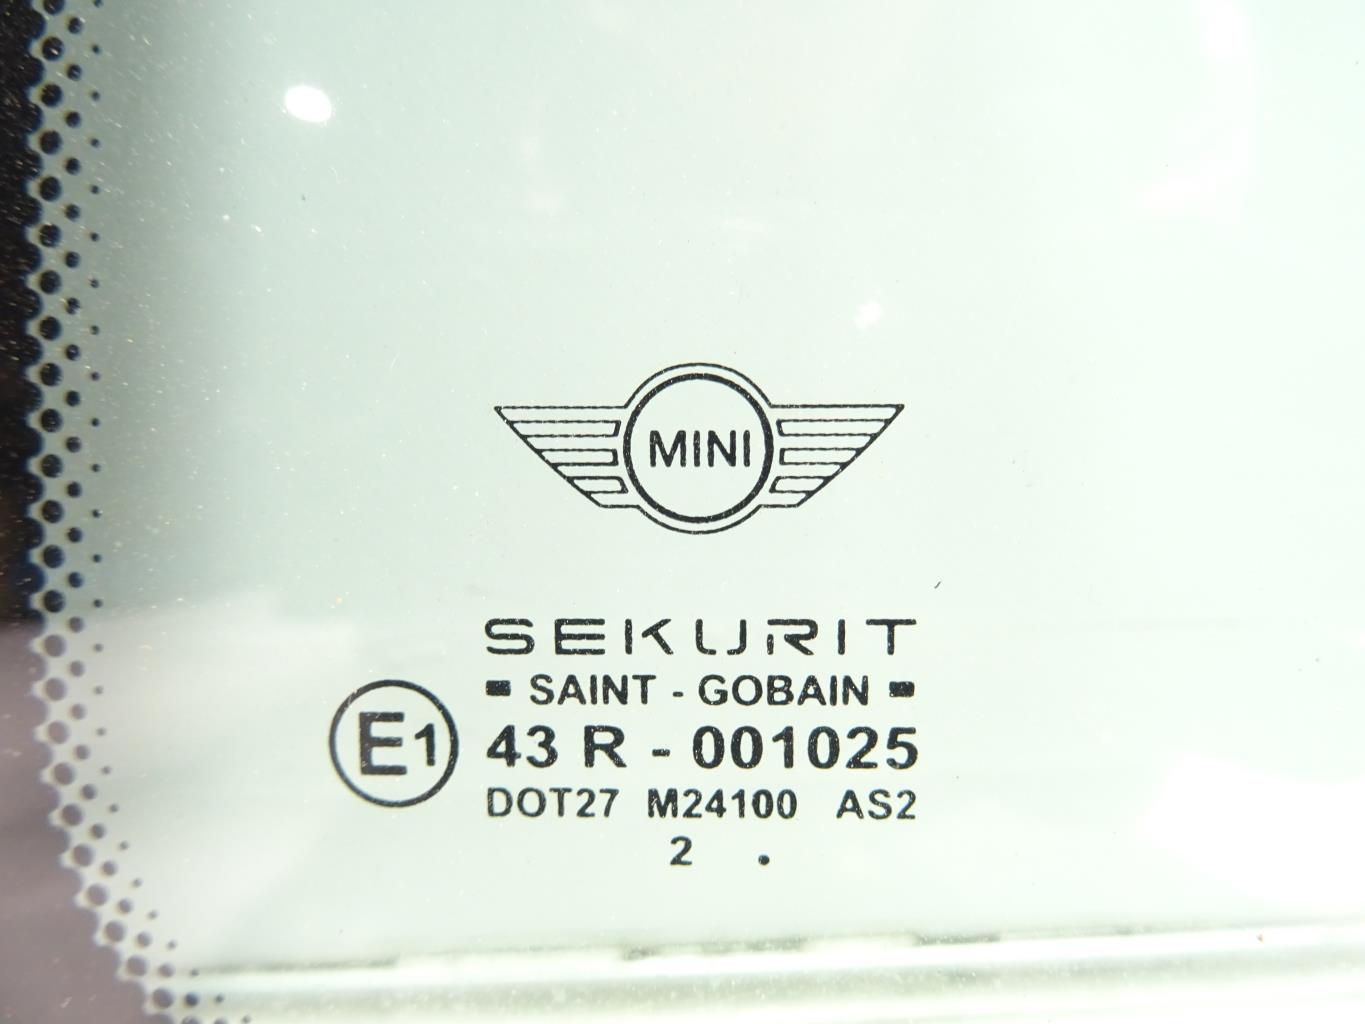 MINI
SEKURIT
SAINT - GOBAIN
E1 43 R - 001025
DOT27 M24100 AS2
2 .